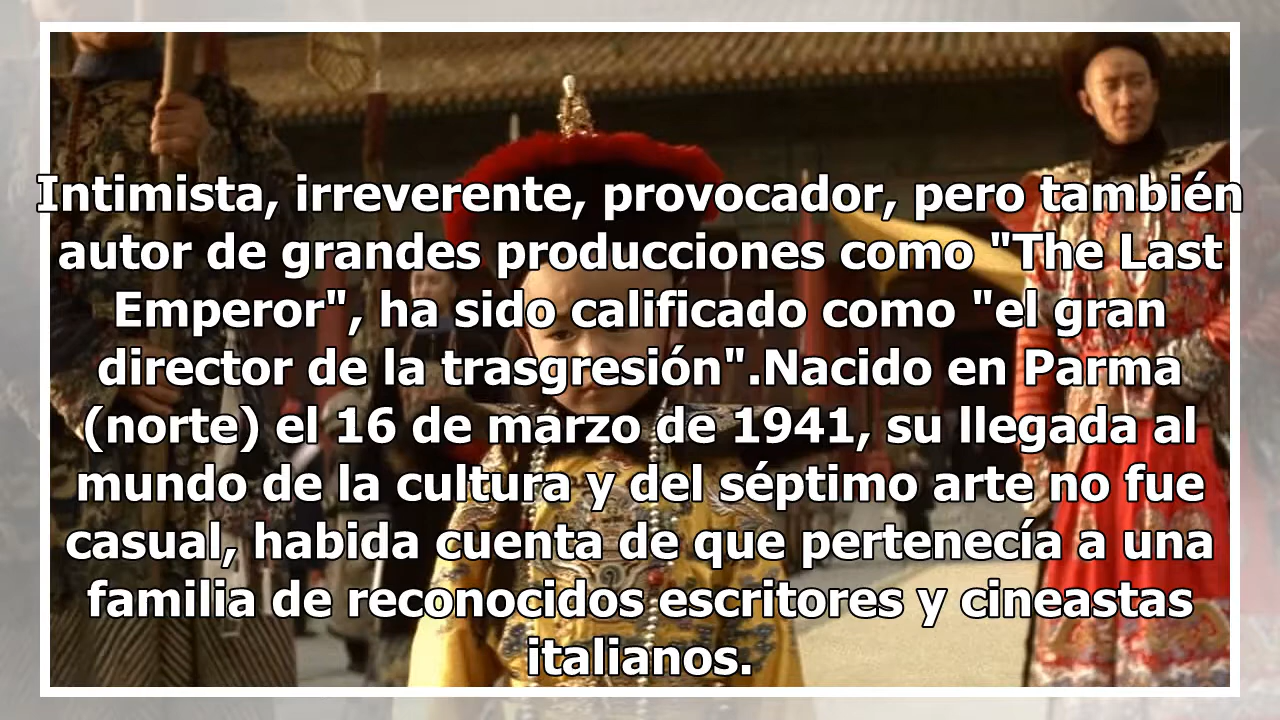 Intimista, irreverente, provocador, pero también
autor de grandes producciones como "The Last
Emperor", ha sido calificado como "el gran
director de la trasgresión".Nacido en Parma
(norte) el 16 de marzo de 1941, su llegada al
mundo de la cultura y del séptimo arte no fue
casual, habida cuenta de que pertenecía a una
familia de reconocidos escritores y cineastas
italianos.